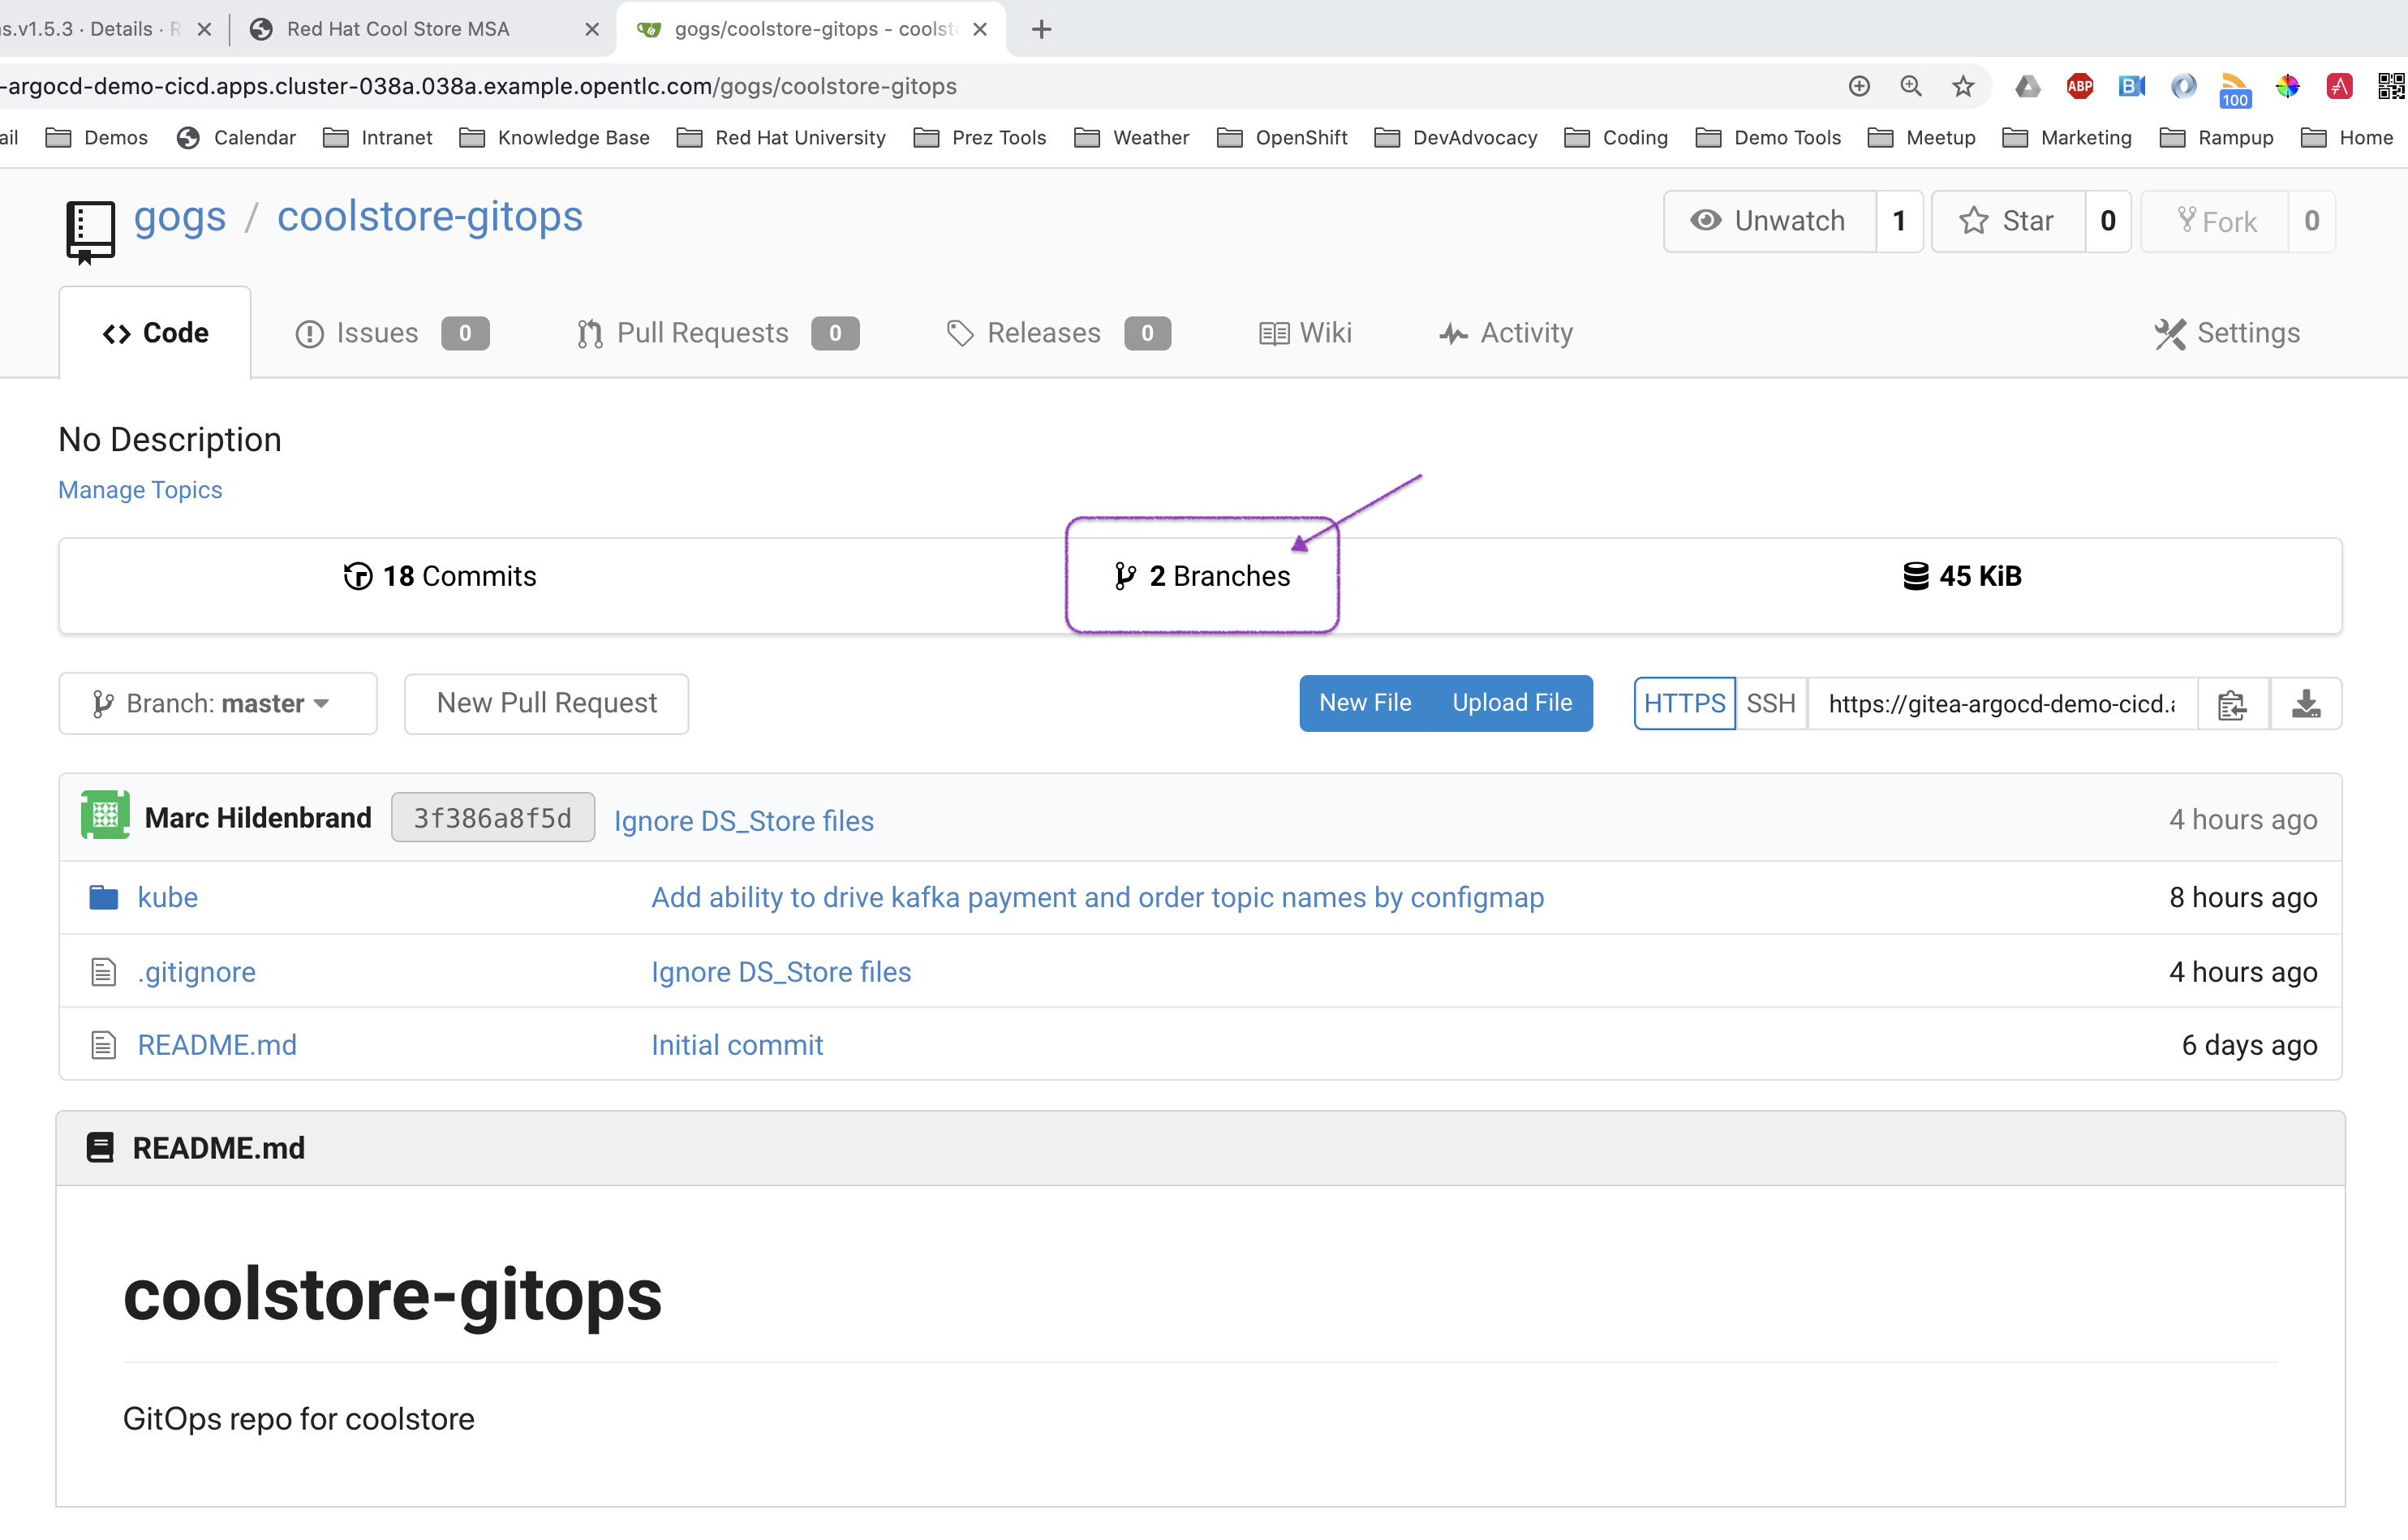 s.v1.5.3 · Details · R
Red Hat Cool Store MSA
gogs/coolstore-gitops - coolst
-argocd-demo-cicd.apps.cluster-038a.038a.example.opentlc.com/gogs/coolstore-gitops
ABP
B
100
ail
Demos
Calendar
Intranet
Knowledge Base
Red Hat University
Prez Tools
Weather
OpenShift
DevAdvocacy
Coding
Demo Tools
Meetup
Marketing
Rampup
Home
gogs / coolstore-gitops
Unwatch 1
Star 0
Fork 0
Code
Issues 0
Pull Requests 0
Releases 0
Wiki
Activity
Settings
No Description
Manage Topics
18 Commits
2 Branches
45 KiB
Branch: master
New Pull Request
New File
Upload File
HTTPS
SSH
https://gitea-argocd-demo-cicd.a
Marc Hildenbrand 3f386a8f5d Ignore DS_Store files 4 hours ago
kube Add ability to drive kafka payment and order topic names by configmap 8 hours ago
.gitignore Ignore DS_Store files 4 hours ago
README.md Initial commit 6 days ago
README.md
coolstore-gitops
GitOps repo for coolstore